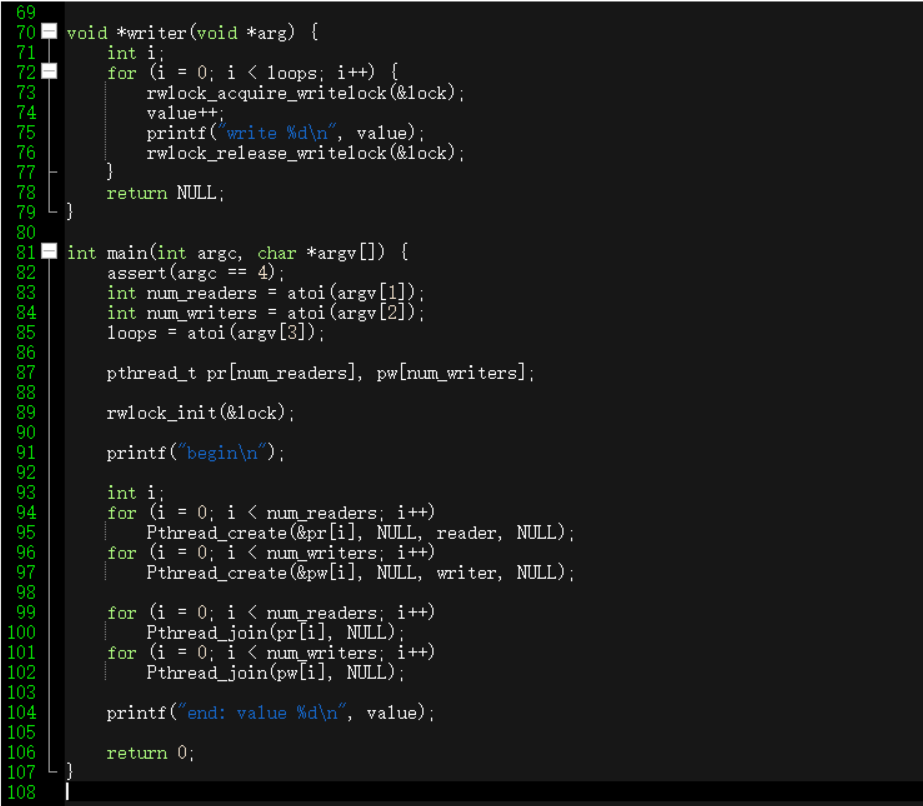 69
70 void *writer(void *arg) {
71     int i;
72     for (i = 0; i < loops; i++) {
73         rwlock_acquire_writelock(&lock);
74         value++;
75         printf("write %d\n", value);
76         rwlock_release_writelock(&lock);
77     }
78     return NULL;
79 }
80
81 int main(int argc, char *argv[]) {
82     assert(argc == 4);
83     int num_readers = atoi(argv[1]);
84     int num_writers = atoi(argv[2]);
85     loops = atoi(argv[3]);
86
87     pthread_t pr[num_readers], pw[num_writers];
88
89     rwlock_init(&lock);
90
91     printf("begin\n");
92
93     int i;
94     for (i = 0; i < num_readers; i++)
95         Pthread_create(&pr[i], NULL, reader, NULL);
96     for (i = 0; i < num_writers; i++)
97         Pthread_create(&pw[i], NULL, writer, NULL);
98
99     for (i = 0; i < num_readers; i++)
100         Pthread_join(pr[i], NULL);
101     for (i = 0; i < num_writers; i++)
102         Pthread_join(pw[i], NULL);
103
104     printf("end: value %d\n", value);
105
106     return 0;
107 }
108